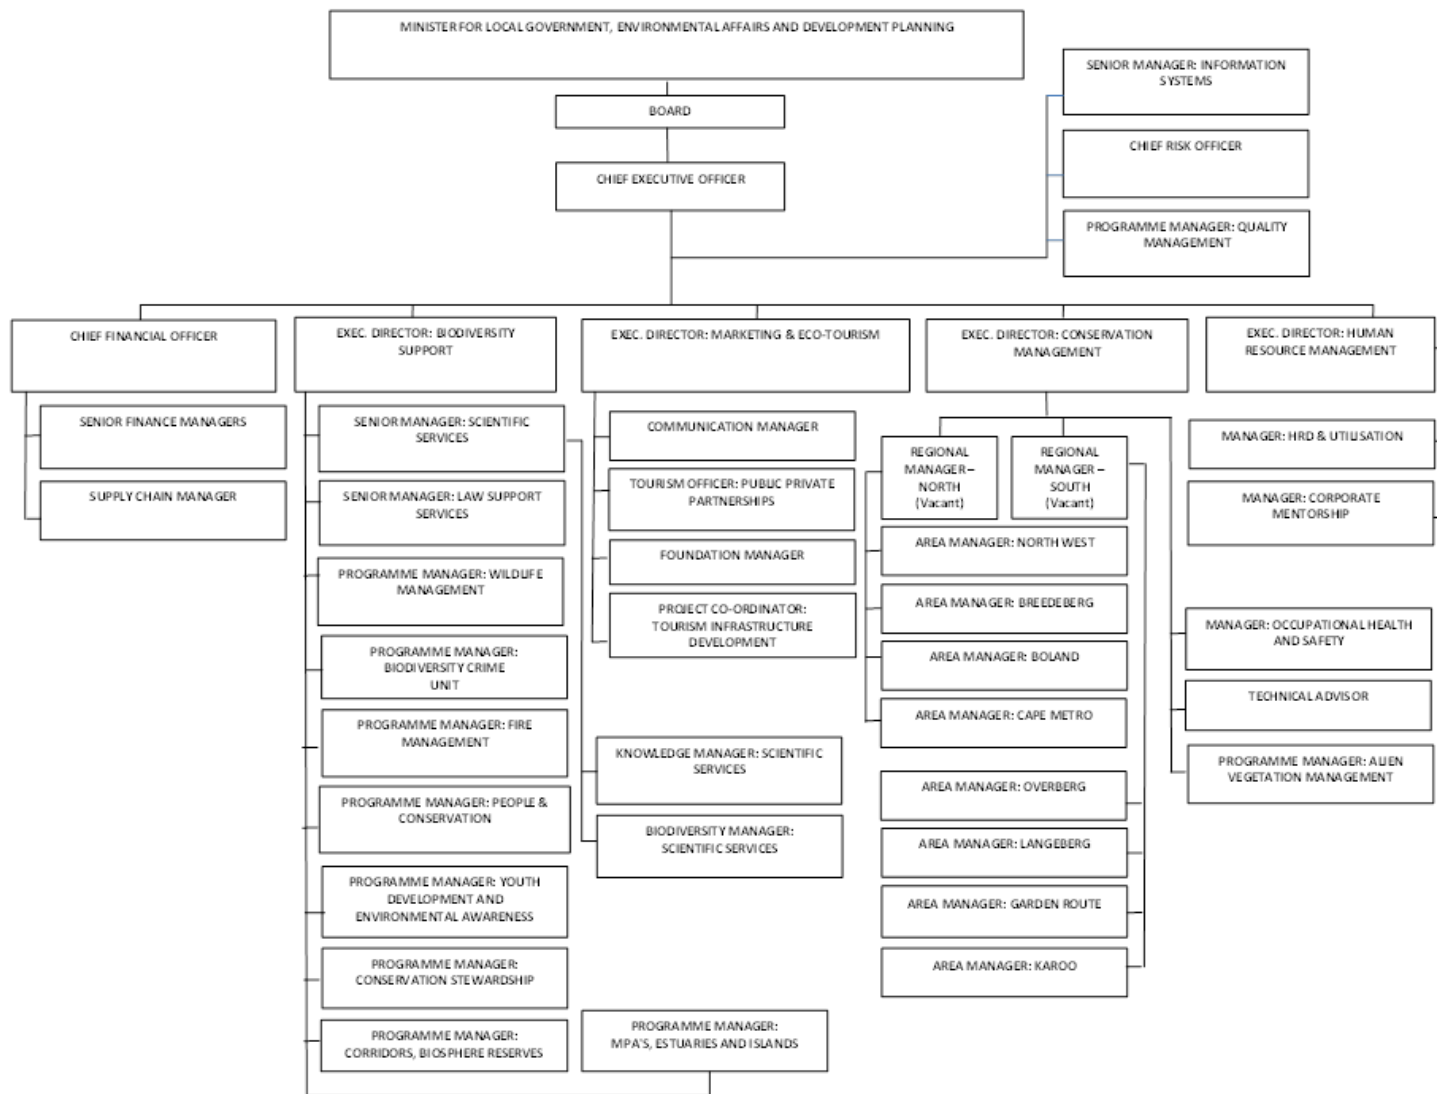 MINISTER FOR LOCAL GOVERNMENT, ENVIRONMENTAL AFFAIRS AND DEVELOPMENT PLANNING
BOARD
CHIEF EXECUTIVE OFFICER
SENIOR MANAGER: INFORMATION
SYSTEMS
CHIEF RISK OFFICER
PROGRAMME MANAGER: QUALITY
MANAGEMENT
CHIEF FINANCIAL OFFICER
SENIOR FINANCE MANAGERS
SUPPLY CHAIN MANAGER
EXEC. DIRECTOR: BIODIVERSITY
SUPPORT
SENIOR MANAGER: SCIENTIFIC
SERVICES
SENIOR MANAGER: LAW SUPPORT
SERVICES
PROGRAMME MANAGER: WILDLIFE
MANAGEMENT
PROGRAMME MANAGER:
BIODIVERSITY CRIME
UNIT
PROGRAMME MANAGER: FIRE
MANAGEMENT
PROGRAMME MANAGER: PEOPLE &
CONSERVATION
PROGRAMME MANAGER: YOUTH
DEVELOPMENT AND
ENVIRONMENTAL AWARENESS
PROGRAMME MANAGER:
CONSERVATION STEWARDSHIP
PROGRAMME MANAGER:
CORRIDORS, BIOSPHERE RESERVES
EXEC. DIRECTOR: MARKETING & ECO-TOURISM
COMMUNICATION MANAGER
TOURISM OFFICER: PUBLIC PRIVATE
PARTNERSHIPS
FOUNDATION MANAGER
PROJECT CO-ORDINATOR:
TOURISM INFRASTRUCTURE
DEVELOPMENT
KNOWLEDGE MANAGER: SCIENTIFIC
SERVICES
BIODIVERSITY MANAGER:
SCIENTIFIC SERVICES
PROGRAMME MANAGER:
MPA'S, ESTUARIES AND ISLANDS
EXEC. DIRECTOR: CONSERVATION
MANAGEMENT
REGIONAL
MANAGER–
NORTH
(Vacant)
REGIONAL
MANAGER–
SOUTH
(Vacant)
AREA MANAGER: NORTH WEST
AREA MANAGER: BREEDEBERG
AREA MANAGER: BOLAND
AREA MANAGER: CAPE METRO
AREA MANAGER: OVERBERG
AREA MANAGER: LANGEBERG
AREA MANAGER: GARDEN ROUTE
AREA MANAGER: KAROO
EXEC. DIRECTOR: HUMAN
RESOURCE MANAGEMENT
MANAGER: HRD & UTILISATION
MANAGER: CORPORATE
MENTORSHIP
MANAGER: OCCUPATIONAL HEALTH
AND SAFETY
TECHNICAL ADVISOR
PROGRAMME MANAGER: ALIEN
VEGETATION MANAGEMENT